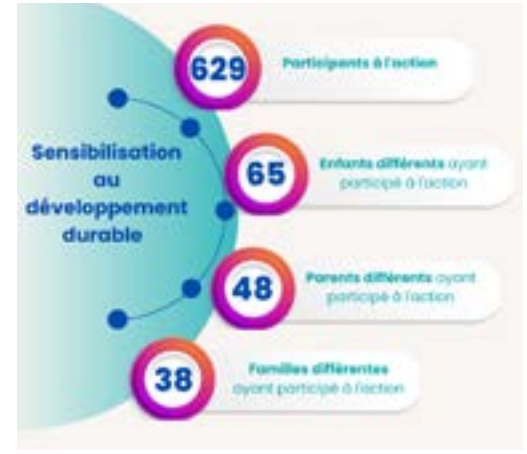 629
Participants à l'action
Sensibilisation
au
développement
durable
65
Enfants différents ayant
participé à l'action
48
Parents différents ayant
participé à l'action
38
Familles différentes
ayant participé à l'action